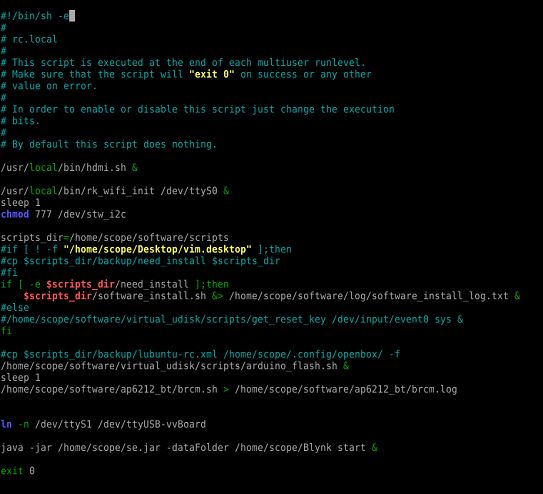 #!/bin/sh -e
#
# rc.local
#
# This script is executed at the end of each multiuser runlevel.
# Make sure that the script will "exit 0" on success or any other
# value on error.
#
# In order to enable or disable this script just change the execution
# bits.
#
# By default this script does nothing.

/usr/local/bin/hdmi.sh &

/usr/local/bin/rk_wifi_init /dev/ttyS0 &
sleep 1
chmod 777 /dev/stw_i2c

scripts_dir=/home/scope/software/scripts
#if [ ! -f "/home/scope/Desktop/vim.desktop" ];then
#cp $scripts_dir/backup/need_install $scripts_dir
#fi
if [ -e $scripts_dir/need_install ];then
    $scripts_dir/software_install.sh &> /home/scope/software/log/software_install_log.txt &
#else
#/home/scope/software/virtual_udisk/scripts/get_reset_key /dev/input/event0 sys &
fi

#cp $scripts_dir/backup/lubuntu-rc.xml /home/scope/.config/openbox/ -f
/home/scope/software/virtual_udisk/scripts/arduino_flash.sh &
sleep 1
/home/scope/software/ap6212_bt/brcm.sh > /home/scope/software/ap6212_bt/brcm.log


ln -n /dev/ttyS1 /dev/ttyUSB-vvBoard

java -jar /home/scope/se.jar -dataFolder /home/scope/Blynk start &

exit 0